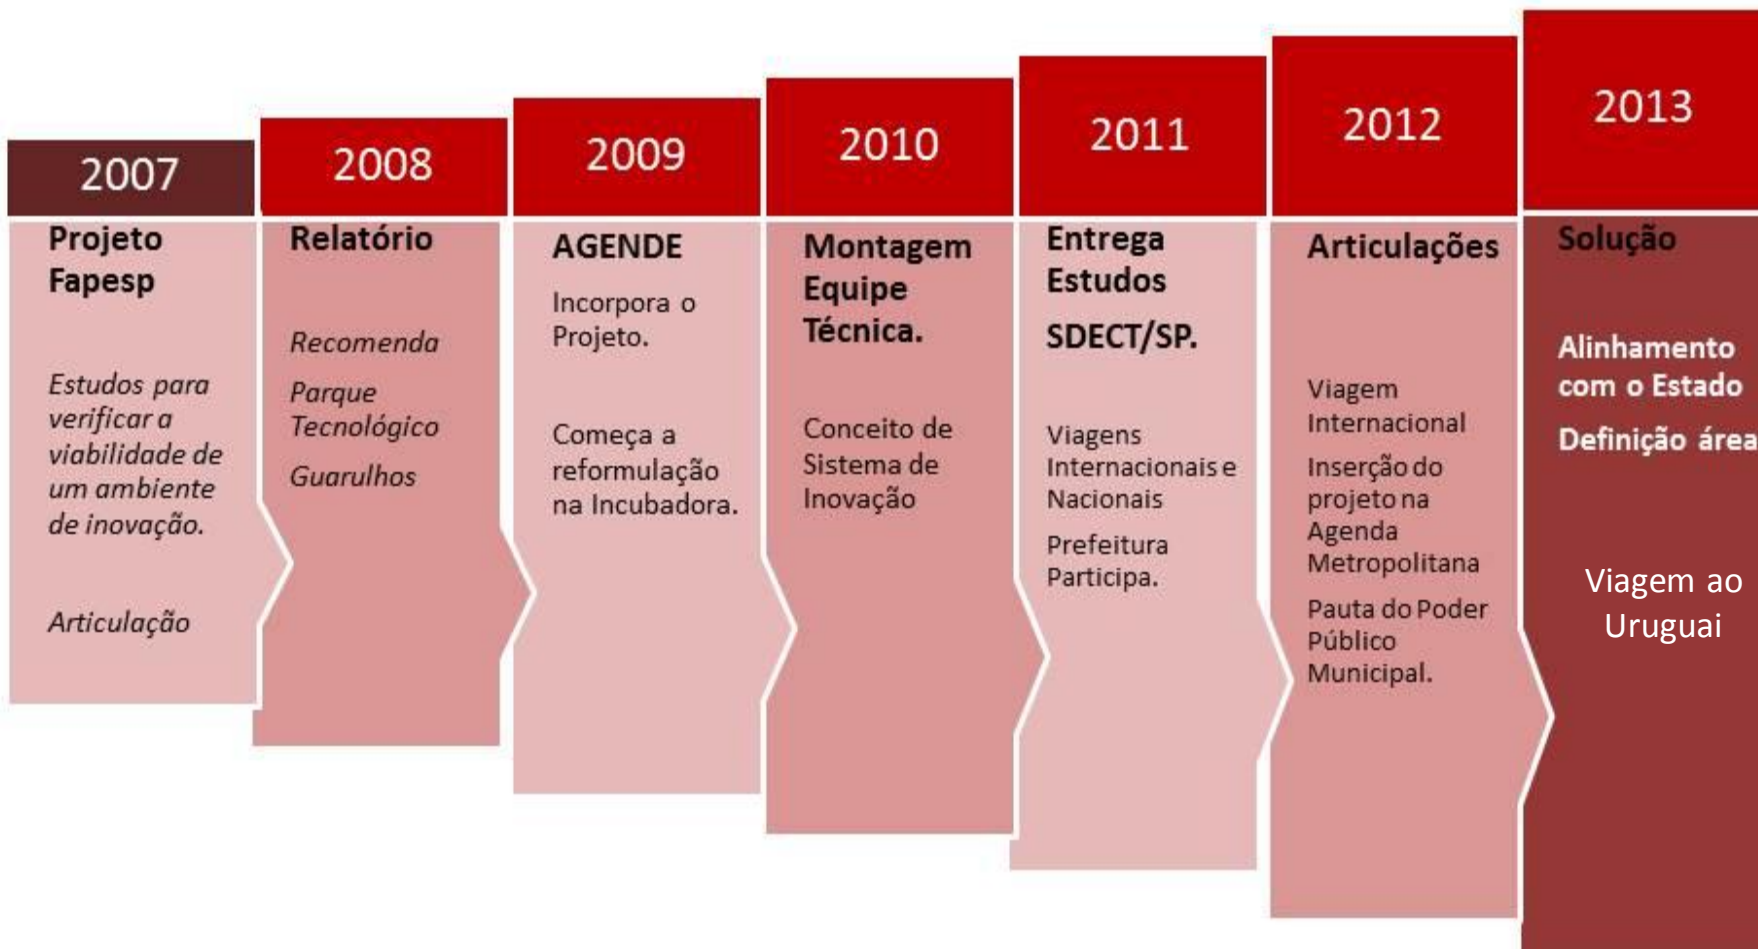 2007
Projeto
Fapesp
Estudos para
verificar a
viabilidade de
um ambiente
de inovação.
Articulação
2008
Relatório
Recomenda
Parque
Tecnológico
Guarulhos
2009
AGENDE
Incorpora o
Projeto.
Começa a
reformulação
na Incubadora.
2010
Montagem
Equipe
Técnica.
Conceito de
Sistema de
Inovação
2011
Entrega
Estudos
SDECT/SP.
Viagens
Internacionais e
Nacionais
Prefeitura
Participa.
2012
Articulações
Viagem
Internacional
Inserção do
projeto na
Agenda
Metropolitana
Pauta do Poder
Público
Municipal.
2013
Solução
Alinhamento
com o Estado
Definição área
Viagem ao
Uruguai